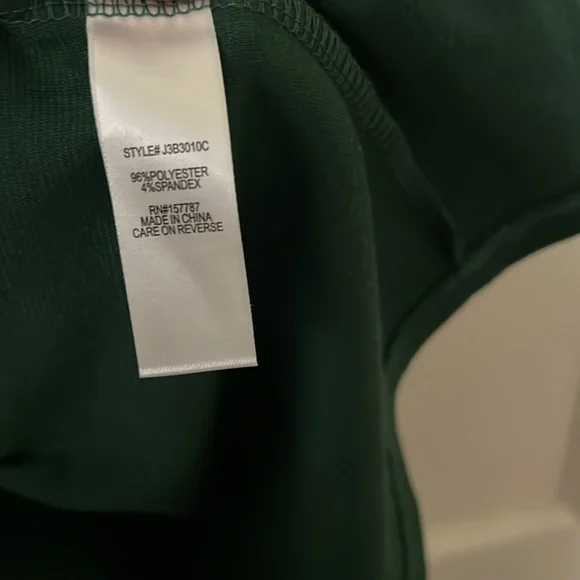 STYLE# J3B3010C
96%POLYESTER
4%SPANDEX
RN#157787
MADE IN CHINA
CARE ON REVERSE